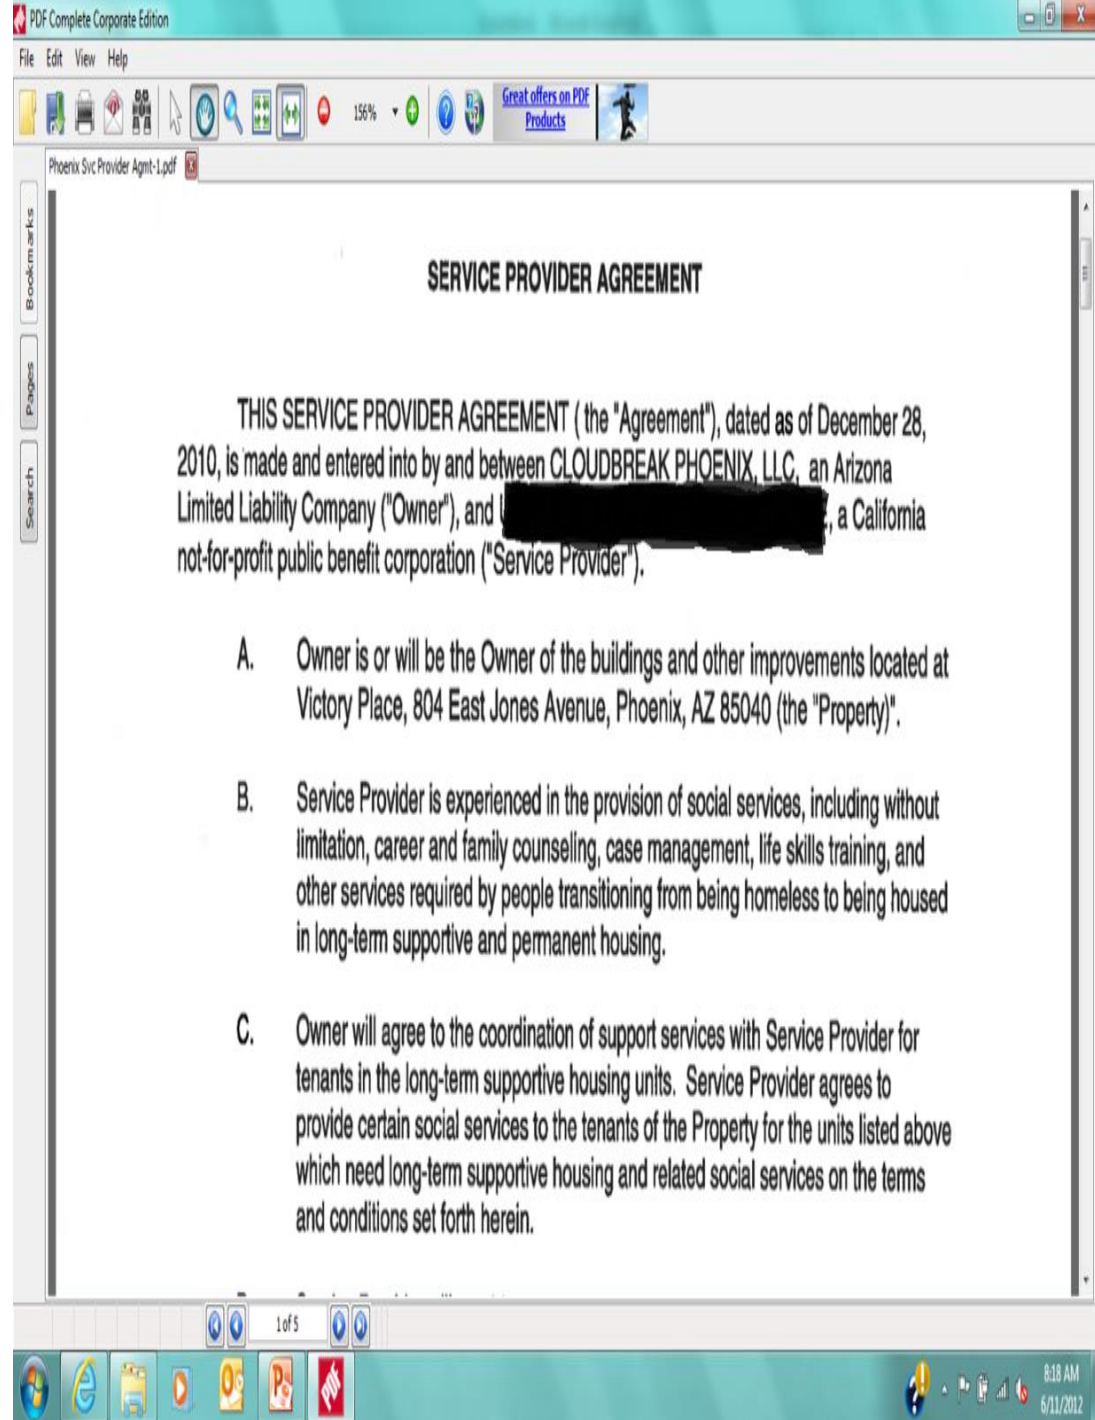 PDF Complete Corporate Edition
File Edit View Help
156%
Great offers on PDF
Products
Phoenix Svc Provider Agmt-1.pdf
Bookmarks
Pages
Search
SERVICE PROVIDER AGREEMENT
THIS SERVICE PROVIDER AGREEMENT ( the "Agreement"), dated as of December 28,
2010, is made and entered into by and between CLOUDBREAK PHOENIX, LLC, an Arizona
Limited Liability Company ("Owner"), and , a California
not-for-profit public benefit corporation ("Service Provider").
A. Owner is or will be the Owner of the buildings and other improvements located at
Victory Place, 804 East Jones Avenue, Phoenix, AZ 85040 (the "Property)".
B. Service Provider is experienced in the provision of social services, including without
limitation, career and family counseling, case management, life skills training, and
other services required by people transitioning from being homeless to being housed
in long-term supportive and permanent housing.
C. Owner will agree to the coordination of support services with Service Provider for
tenants in the long-term supportive housing units. Service Provider agrees to
provide certain social services to the tenants of the Property for the units listed above
which need long-term supportive housing and related social services on the terms
and conditions set forth herein.
1 of 5
PDF
8:18 AM
6/11/2012